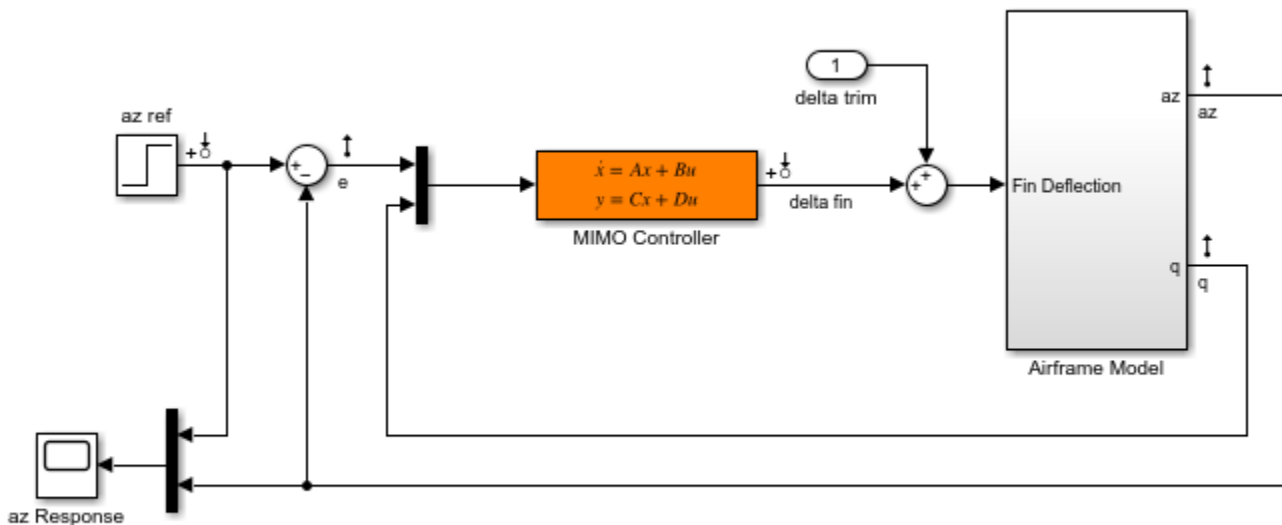 1
delta trim
az ref
az
az
e
ẋ = Ax + Bu
y = Cx + Du
delta fin
Fin Deflection
MIMO Controller
q
q
Airframe Model
az Response